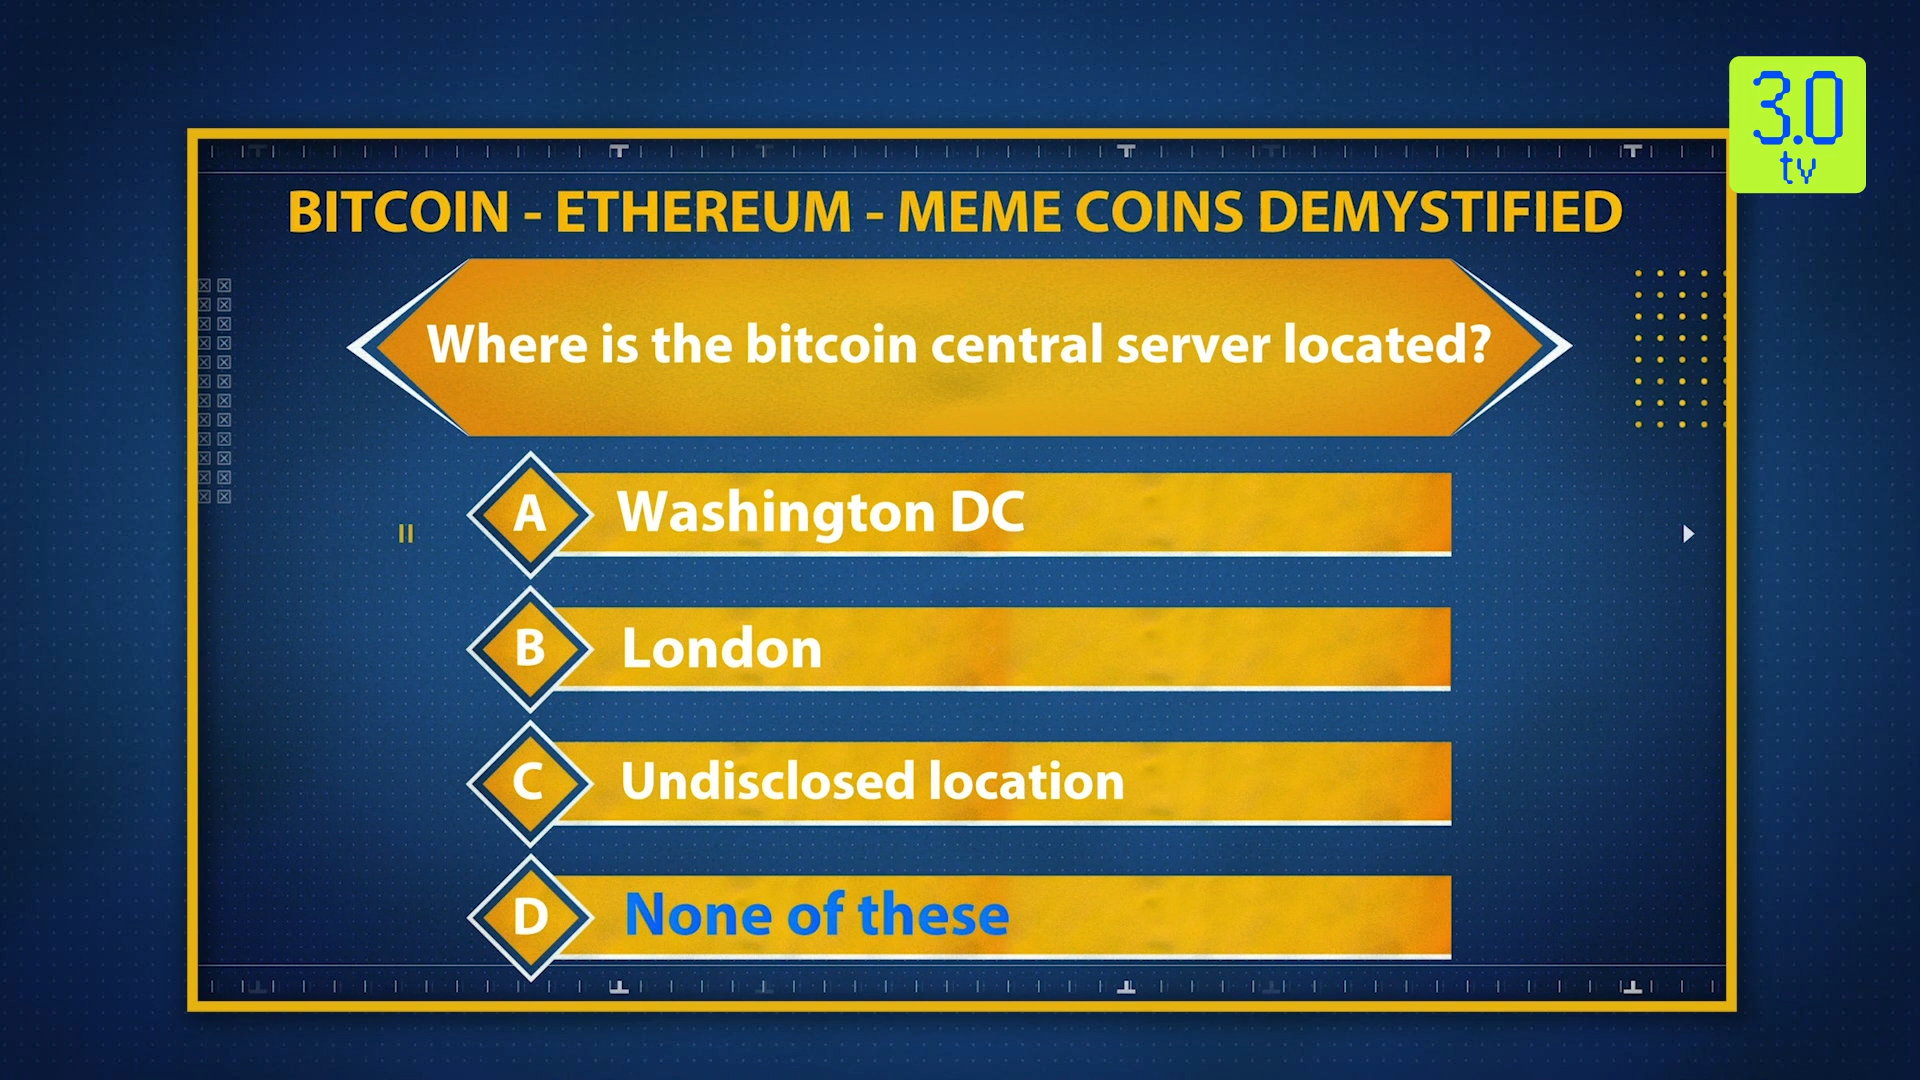 3.0
tv
BITCOIN - ETHEREUM - MEME COINS DEMYSTIFIED
Where is the bitcoin central server located?
A Washington DC
B London
C Undisclosed location
D None of these